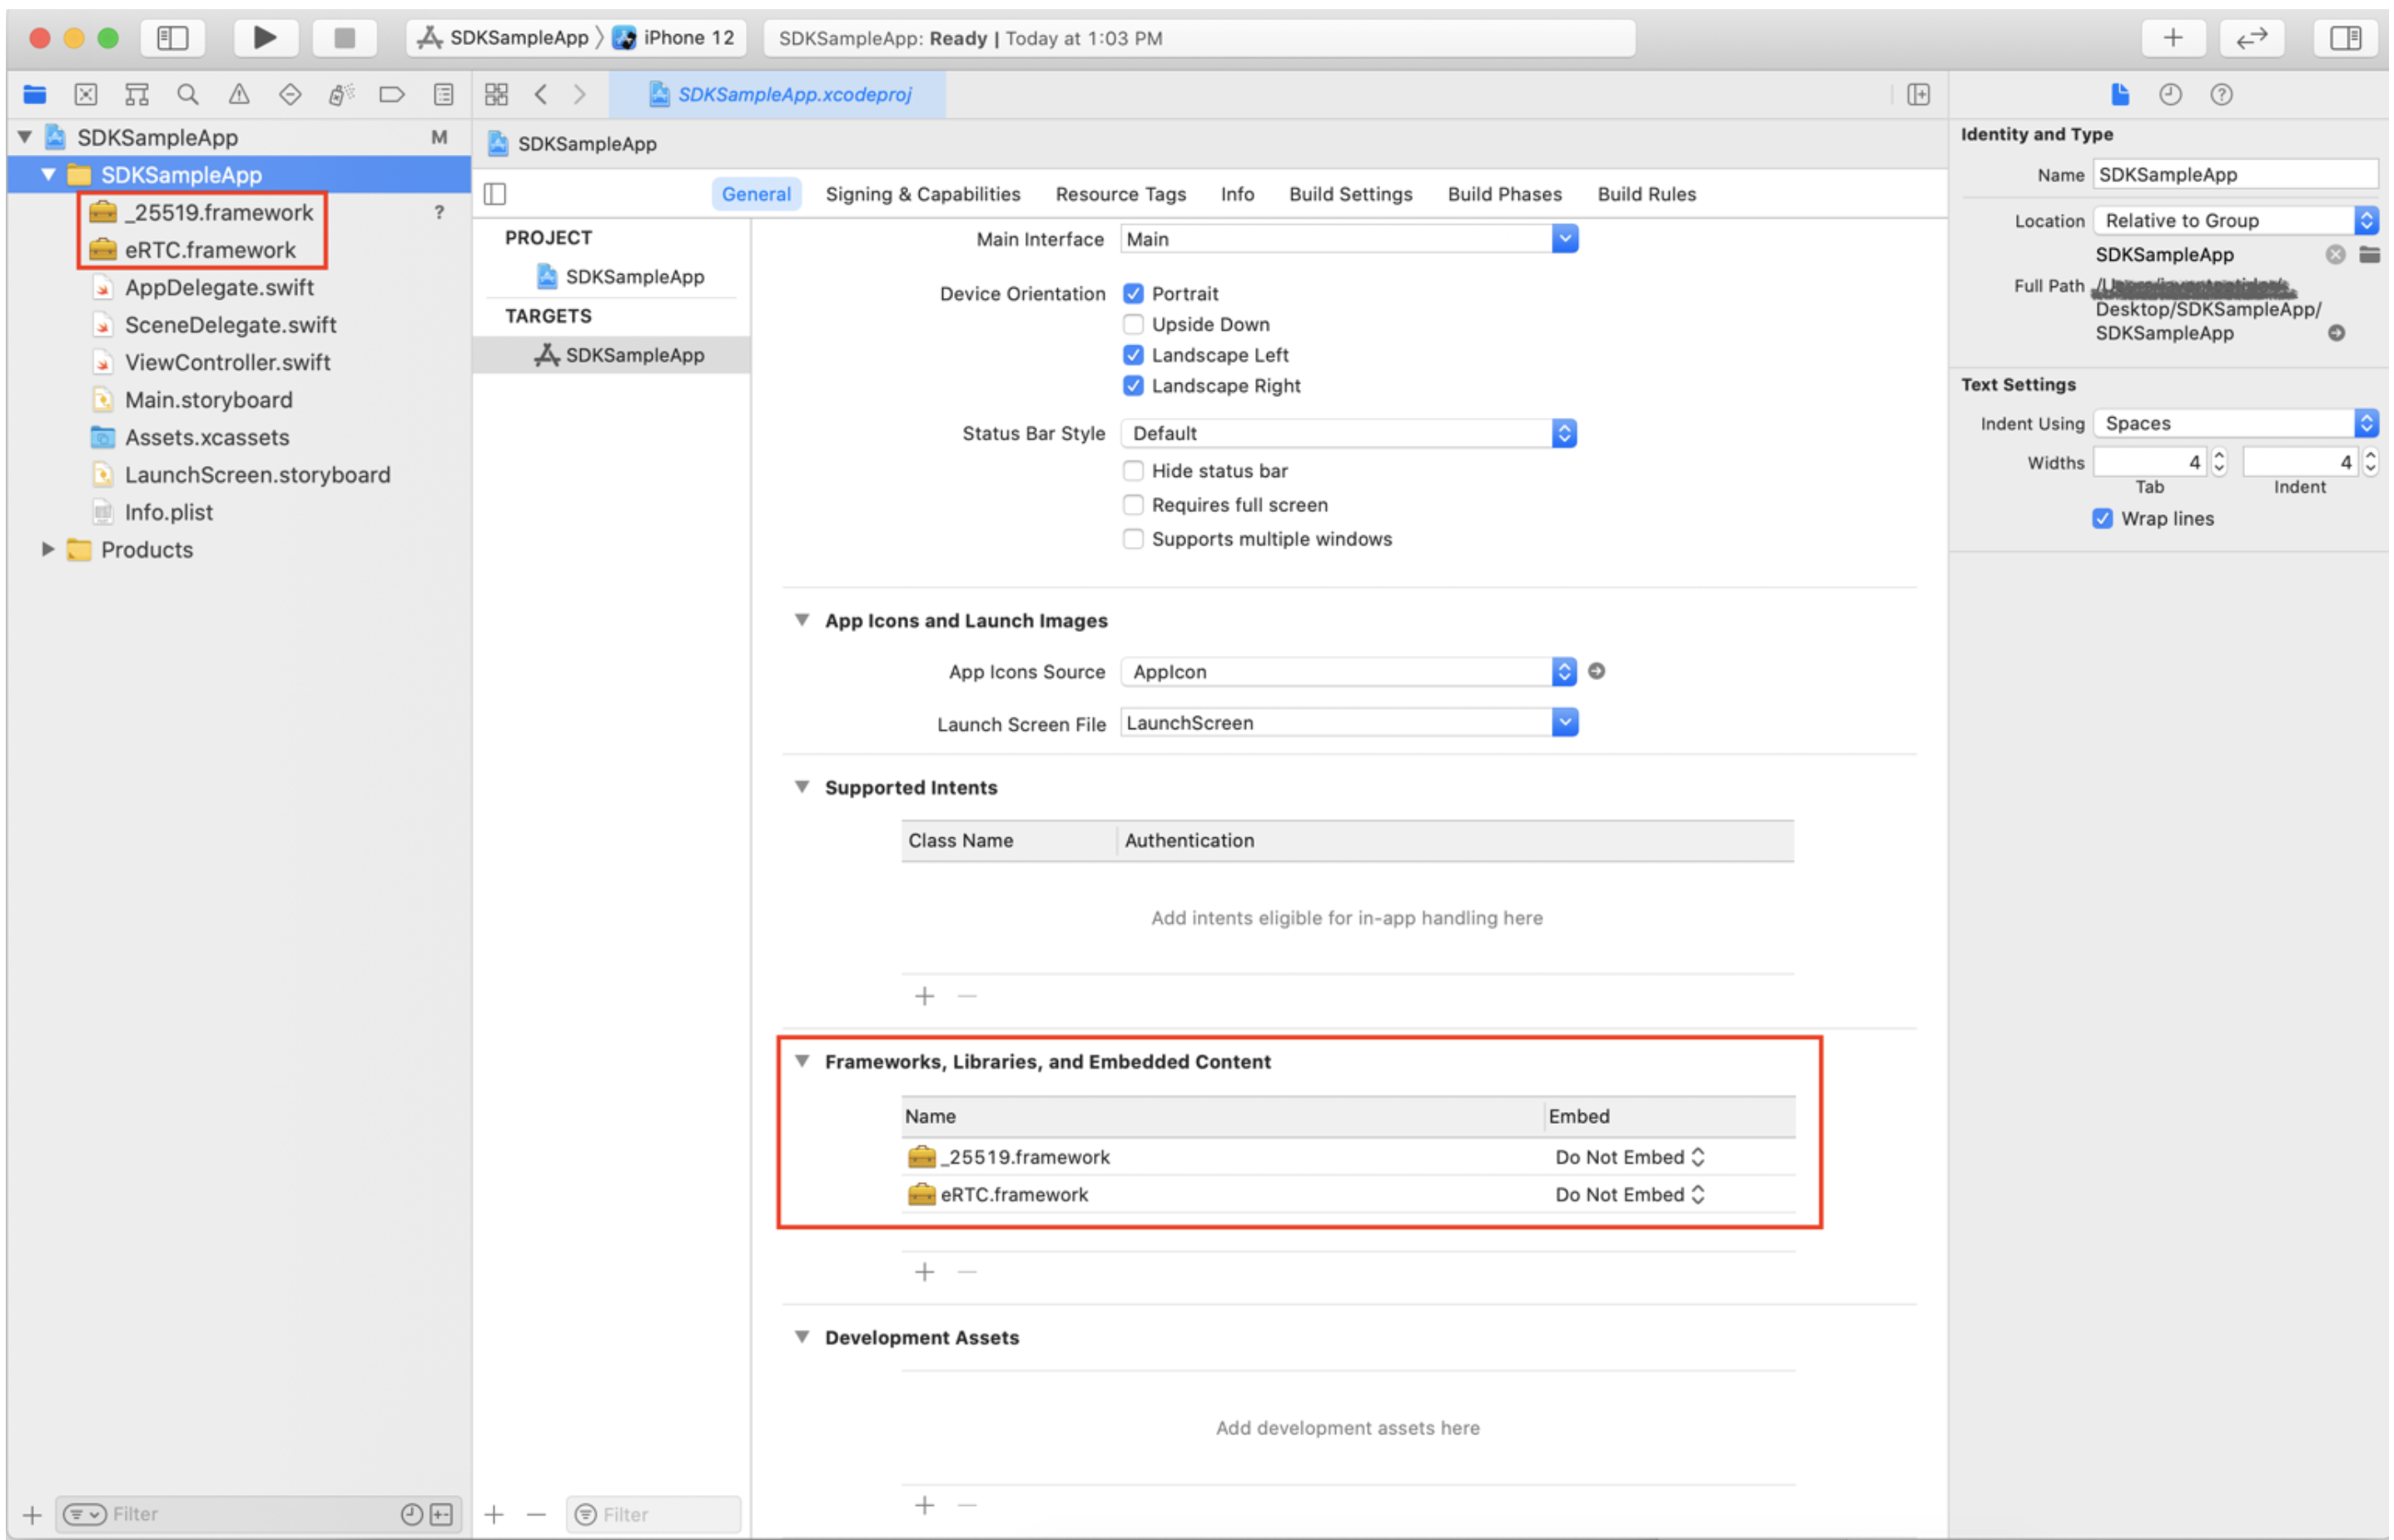 SDKSampleApp iPhone 12 SDKSampleApp: Ready | Today at 1:03 PM
SDKSampleApp.xcodeproj
SDKSampleApp M
SDKSampleApp
_25519.framework ?
eRTC.framework
AppDelegate.swift
SceneDelegate.swift
ViewController.swift
Main.storyboard
Assets.xcassets
LaunchScreen.storyboard
Info.plist
Products
Filter
SDKSampleApp
General Signing & Capabilities Resource Tags Info Build Settings Build Phases Build Rules
PROJECT
SDKSampleApp
TARGETS
SDKSampleApp
Filter
Main Interface Main
Device Orientation Portrait
Upside Down
Landscape Left
Landscape Right
Status Bar Style Default
Hide status bar
Requires full screen
Supports multiple windows
App Icons and Launch Images
App Icons Source AppIcon
Launch Screen File LaunchScreen
Supported Intents
Class Name Authentication
Add intents eligible for in-app handling here
Frameworks, Libraries, and Embedded Content
Name Embed
_25519.framework Do Not Embed
eRTC.framework Do Not Embed
Development Assets
Add development assets here
Identity and Type
Name SDKSampleApp
Location Relative to Group
SDKSampleApp
Full Path
Desktop/SDKSampleApp/
SDKSampleApp
Text Settings
Indent Using Spaces
Widths 4 4
Tab Indent
Wrap lines